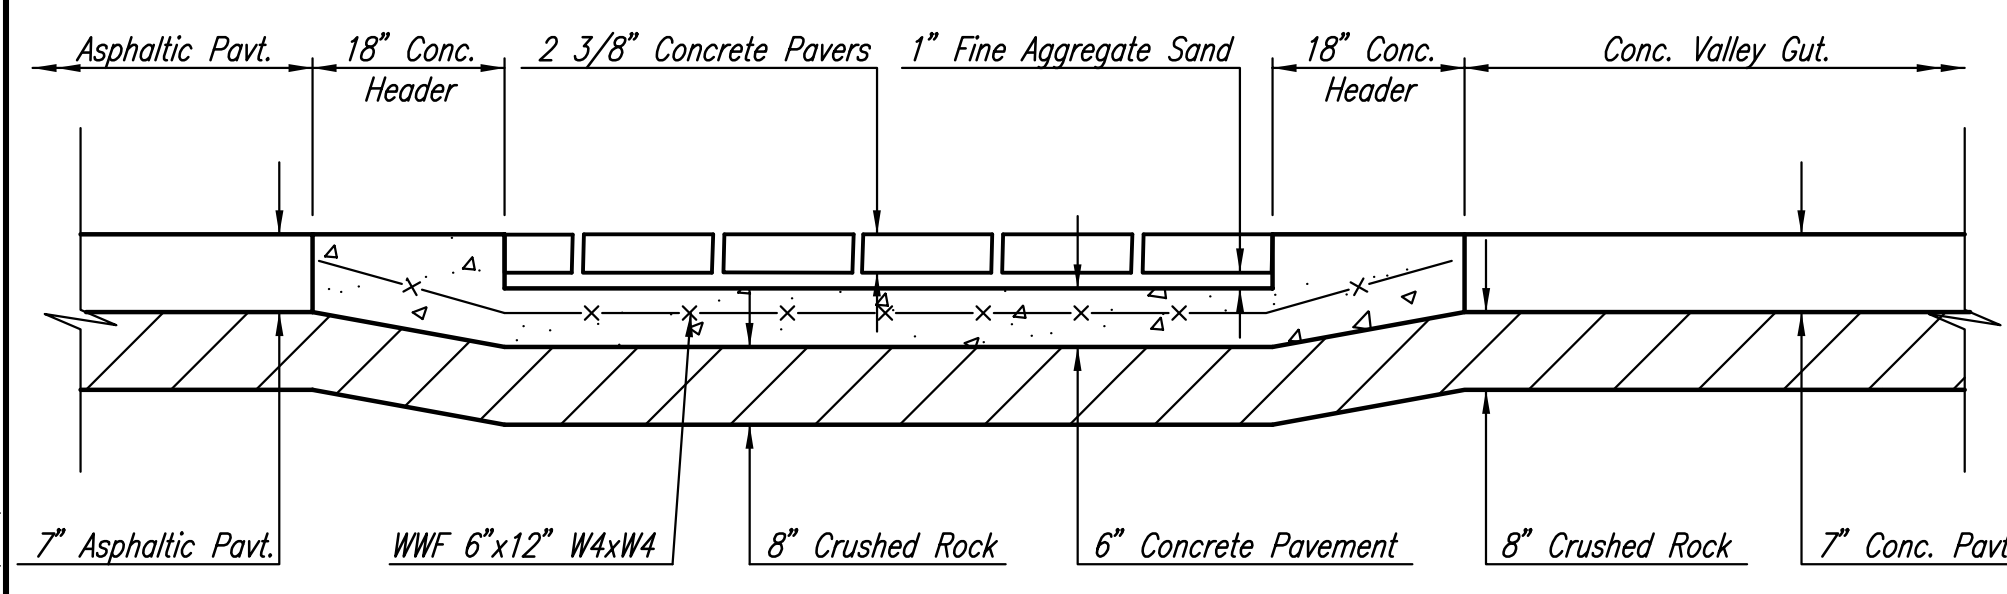 Asphaltic Pavt.
18" Conc.
Header
2 3/8" Concrete Pavers
1" Fine Aggregate Sand
18" Conc.
Header
Conc. Valley Gut.
7" Asphaltic Pavt.
WWF 6"x12" W4xW4
8" Crushed Rock
6" Concrete Pavement
8" Crushed Rock
7" Conc. Pavt